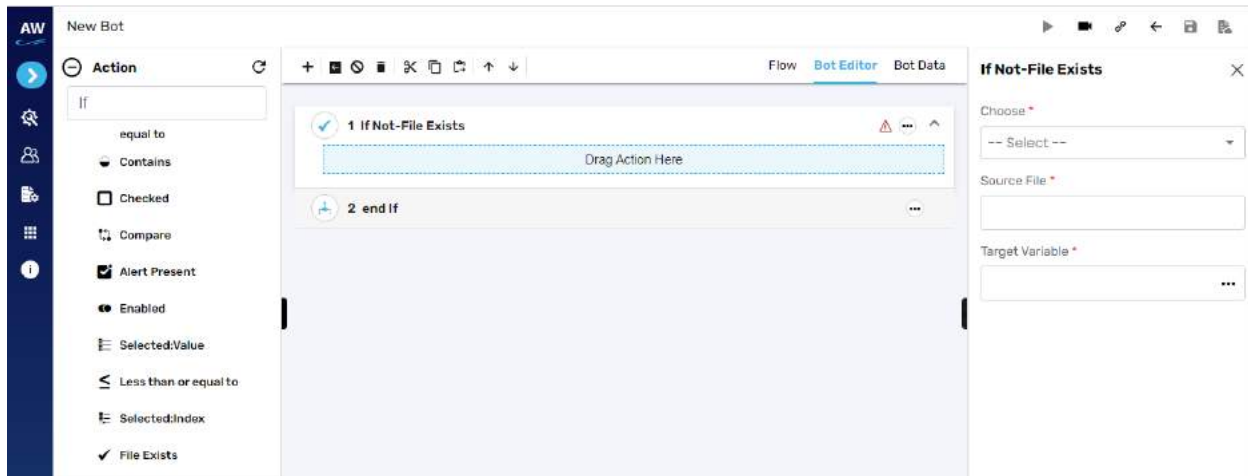 AW
New Bot
Action
If
equal to
Contains
Checked
Compare
Alert Present
Enabled
Selected:Value
Less than or equal to
Selected:Index
File Exists
Flow
Bot Editor
Bot Data
1 If Not-File Exists
Drag Action Here
2 end If
If Not-File Exists
Choose *
-- Select --
Source File *
Target Variable *